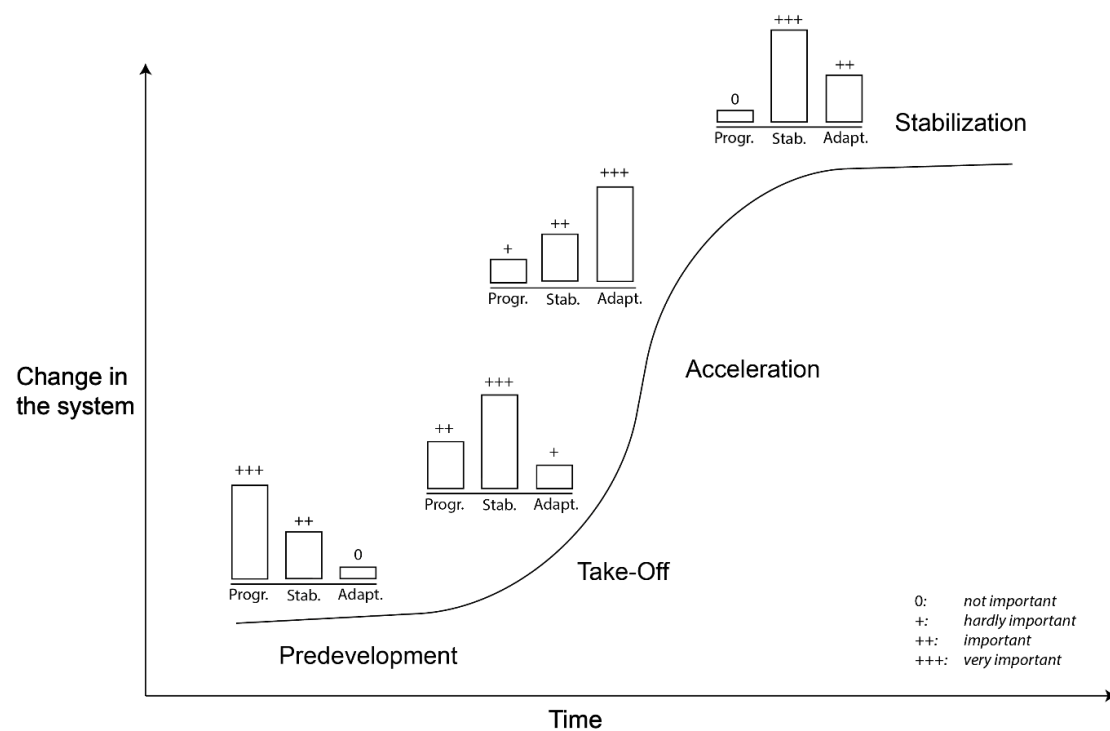 +++
0
++
Progr. Stab. Adapt.
Stabilization
+++
++
+
Progr. Stab. Adapt.
Change in
the system
Acceleration
+++
++
+
Progr. Stab. Adapt.
+++
++
0
Progr. Stab. Adapt.
Take-Off
Predevelopment
0: not important
+: hardly important
++: important
+++: very important
Time